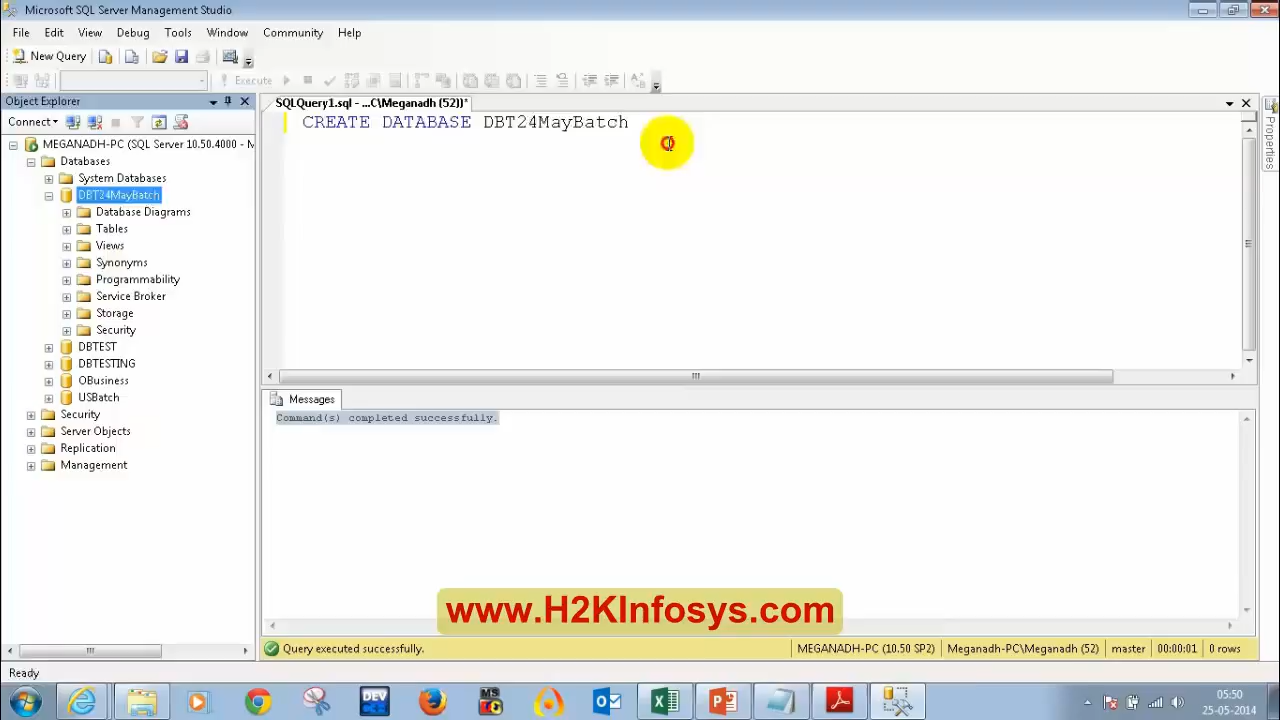 Microsoft SQL Server Management Studio
File Edit View Debug Tools Window Community Help
New Query
Execute
Object Explorer
Connect
MEGANADH-PC (SQL Server 10.50.4000 - M
Databases
System Databases
DBT24MayBatch
Database Diagrams
Tables
Views
Synonyms
Programmability
Service Broker
Storage
Security
DBTEST
DBTESTING
OBusiness
USBatch
Security
Server Objects
Replication
Management
SQLQuery1.sql - ...C\Meganadh (52))*
CREATE DATABASE DBT24MayBatch
Properties
Messages
Command(s) completed successfully.
www.H2KInfosys.com
Query executed successfully.
MEGANADH-PC (10.50 SP2) Meganadh-PC\Meganadh (52) master 00:00:01 0 rows
Ready
DEV
MS
05:50
25-05-2014